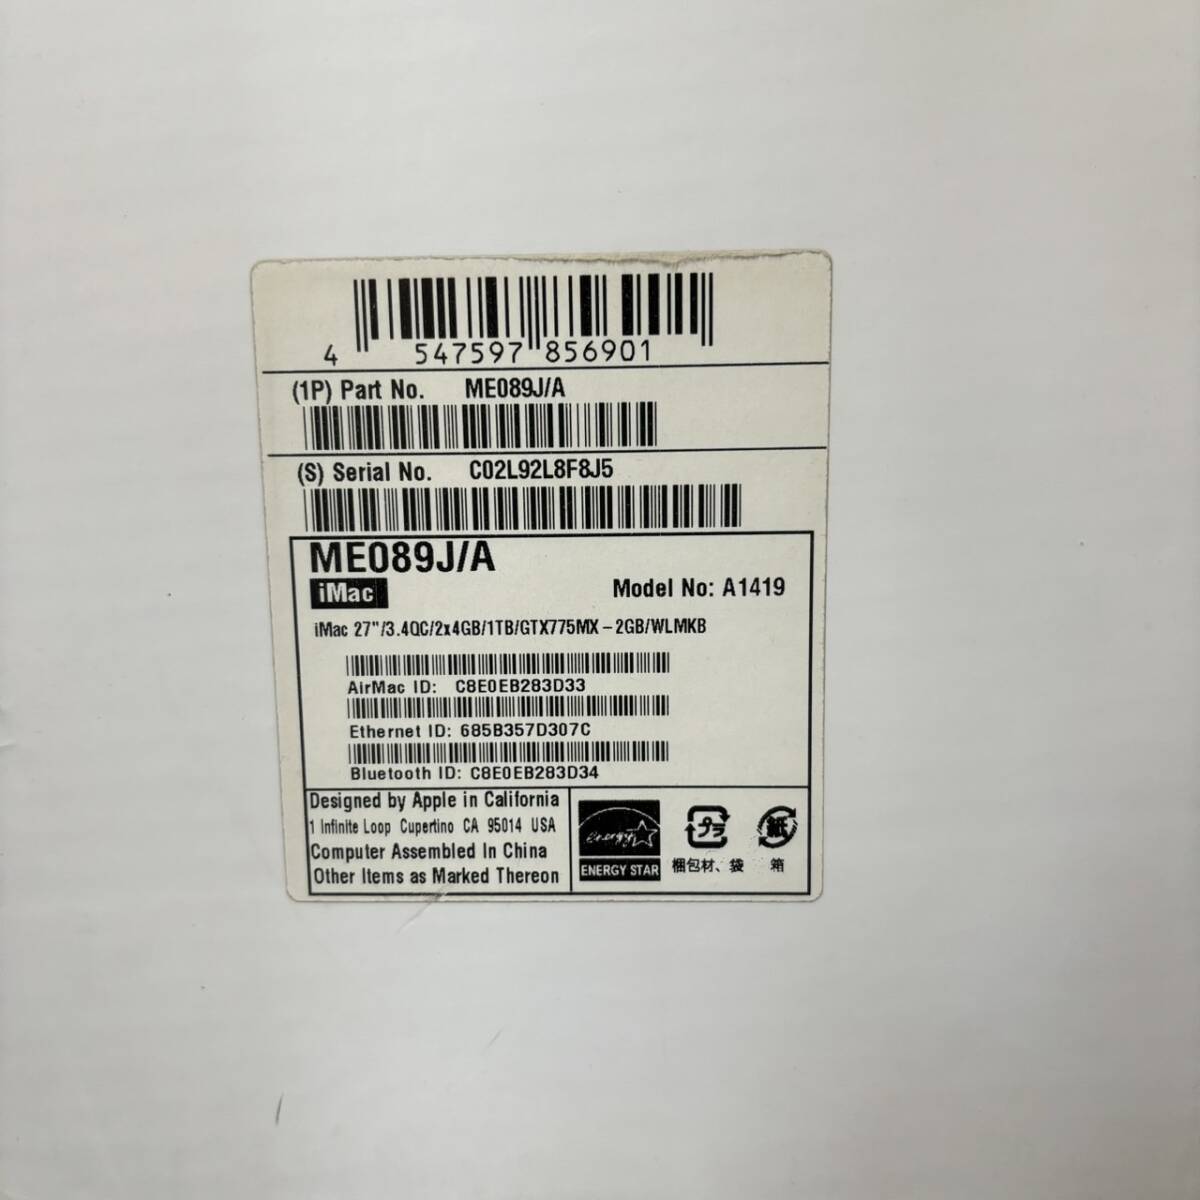 4 547597 856901
(1P) Part No. ME089J/A
(S) Serial No. C02L92L8F8J5
ME089J/A
iMac
Model No: A1419
iMac 27"/3.4QC/2x4GB/1TB/GTX775MX-2GB/WLMKB
AirMac ID: C8E0EB283D33
Ethernet ID: 685B357D307C
Bluetooth ID: C8E0EB283D34
Designed by Apple in California
1 Infinite Loop Cupertino CA 95014 USA
Computer Assembled In China
Other Items as Marked Thereon
energy
ENERGY STAR
プラ
梱包材、袋
紙
箱